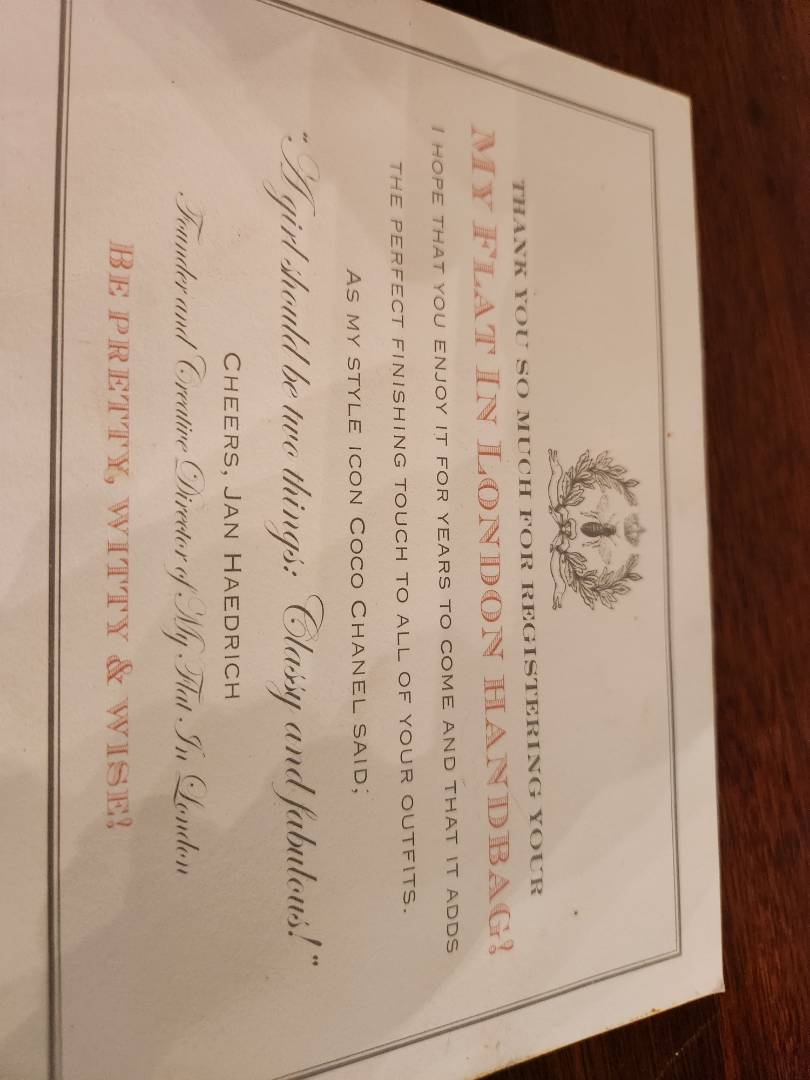 THANK YOU SO MUCH FOR REGISTERING YOUR
MY FLAT IN LONDON HANDBAG!
I HOPE THAT YOU ENJOY IT FOR YEARS TO COME AND THAT IT ADDS
THE PERFECT FINISHING TOUCH TO ALL OF YOUR OUTFITS.
AS MY STYLE ICON COCO CHANEL SAID;
"A girl should be two things: Classy and fabulous!"
CHEERS, JAN HAEDRICH
Founder and Creative Director of My Flat In London
BE PRETTY, WITTY & WISE!